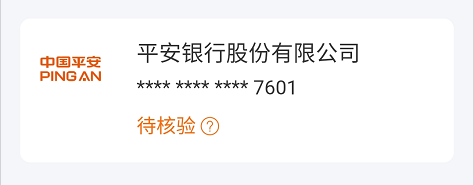 中国平安
PING AN
平安银行股份有限公司
**** **** **** 7601
待核验 ?